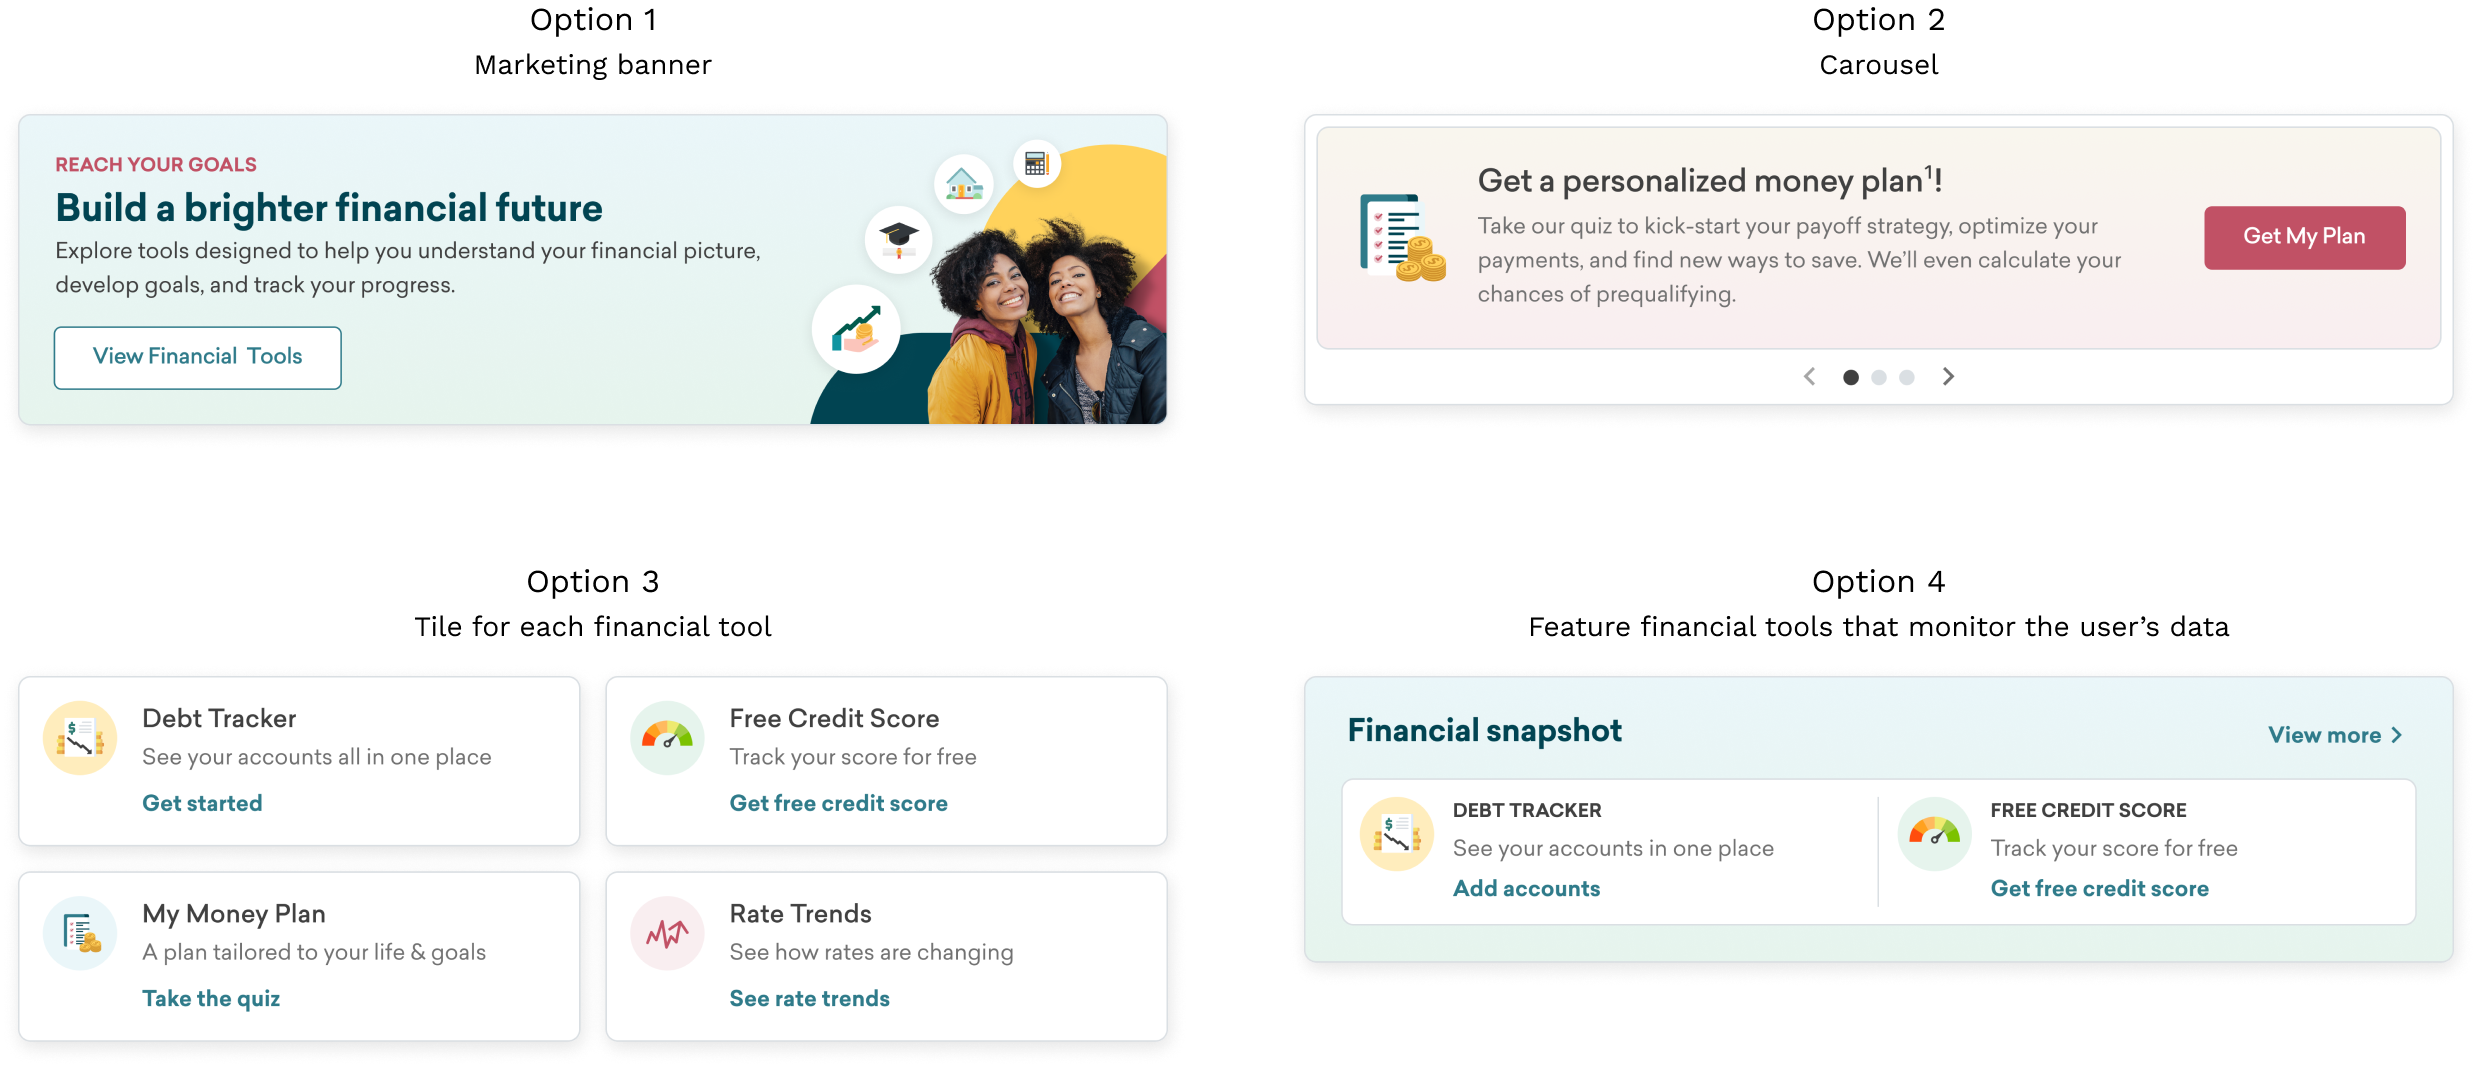 Option 1
Marketing banner
REACH YOUR GOALS
Build a brighter financial future
Explore tools designed to help you understand your financial picture,
develop goals, and track your progress.
View Financial Tools
Option 2
Carousel
Get a personalized money plan¹!
Take our quiz to kick-start your payoff strategy, optimize your
payments, and find new ways to save. We’ll even calculate your
chances of prequalifying.
Get My Plan
Option 3
Tile for each financial tool
Debt Tracker
See your accounts all in one place
Get started
Free Credit Score
Track your score for free
Get free credit score
My Money Plan
A plan tailored to your life & goals
Take the quiz
Rate Trends
See how rates are changing
See rate trends
Option 4
Feature financial tools that monitor the user’s data
Financial snapshot
View more
DEBT TRACKER
See your accounts in one place
Add accounts
FREE CREDIT SCORE
Track your score for free
Get free credit score